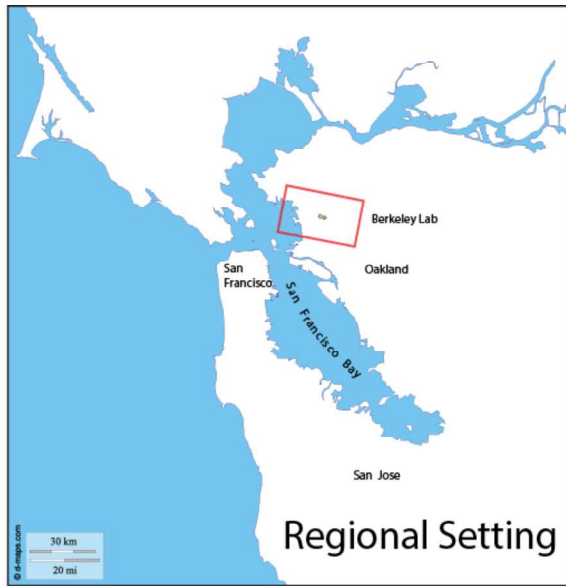 Berkeley Lab
San
Francisco
Oakland
San Francisco Bay
San Jose
Regional Setting
30 km
20 mi
© d-maps.com